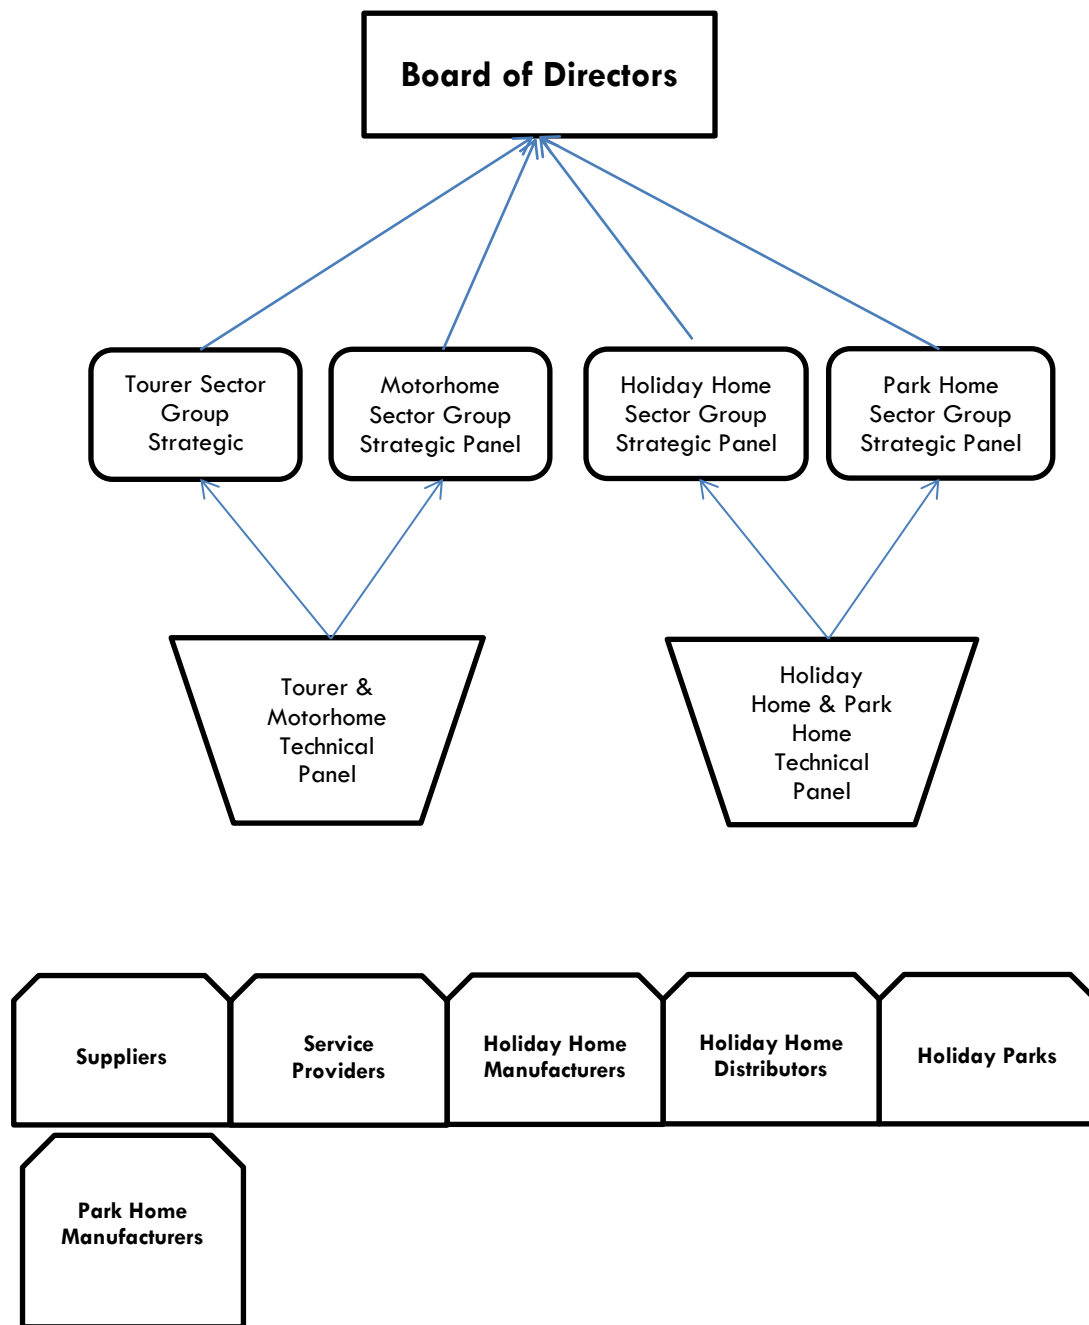 Board of Directors
Tourer Sector
Group
Strategic
Motorhome
Sector Group
Strategic Panel
Holiday Home
Sector Group
Strategic Panel
Park Home
Sector Group
Strategic Panel
Tourer &
Motorhome
Technical
Panel
Holiday
Home & Park
Home
Technical
Panel
Suppliers
Service
Providers
Holiday Home
Manufacturers
Holiday Home
Distributors
Holiday Parks
Park Home
Manufacturers